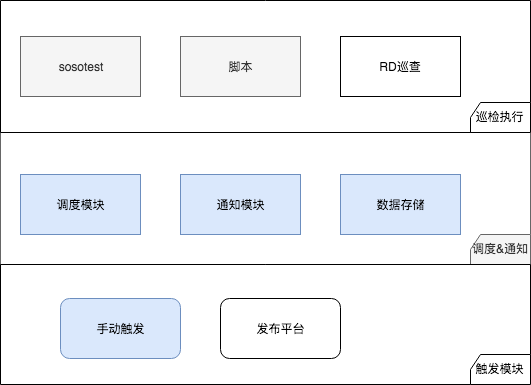 sosotest
脚本
RD巡查
巡检执行
调度模块
通知模块
数据存储
调度&通知
手动触发
发布平台
触发模块